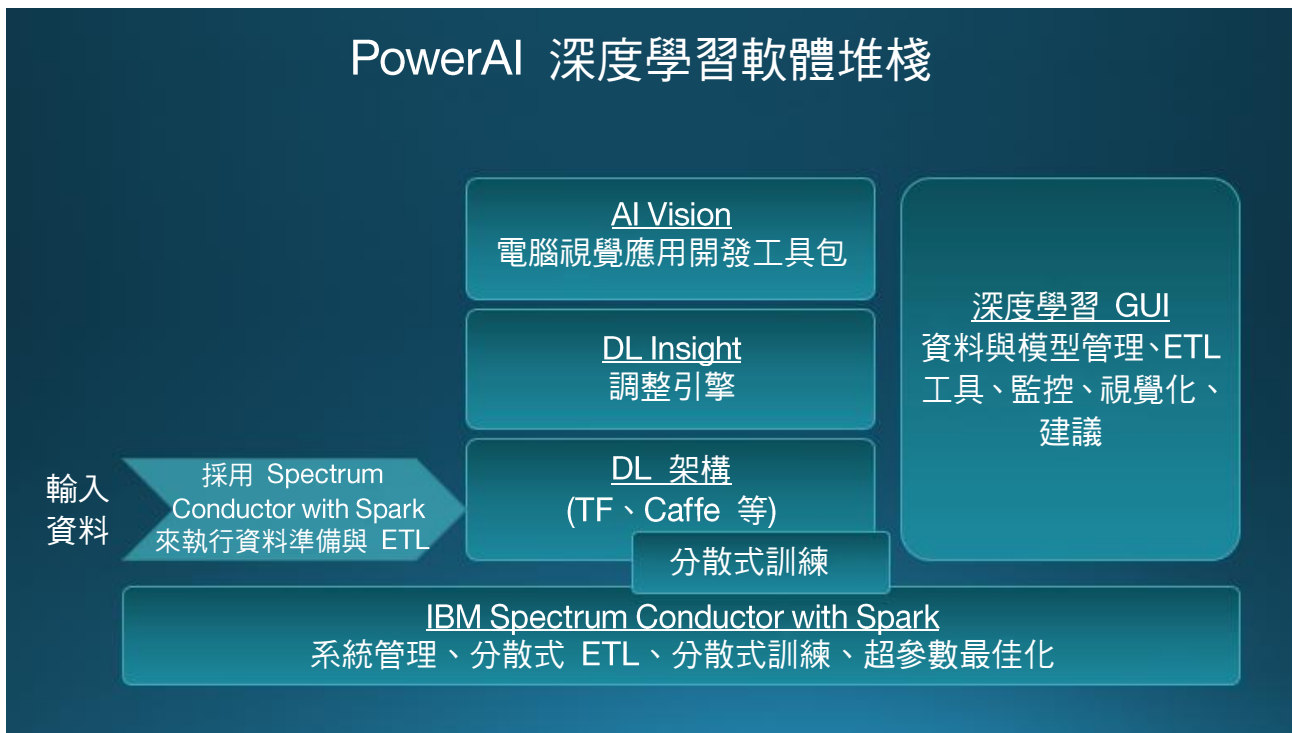 PowerAI 深度學習軟體堆棧
AI Vision
電腦視覺應用開發工具包
DL Insight
調整引擎
深度學習 GUI
資料與模型管理、ETL
工具、監控、視覺化、
建議
輸入
資料
採用 Spectrum
Conductor with Spark
來執行資料準備與 ETL
DL 架構
(TF、Caffe 等)
分散式訓練
IBM Spectrum Conductor with Spark
系統管理、分散式 ETL、分散式訓練、超參數最佳化